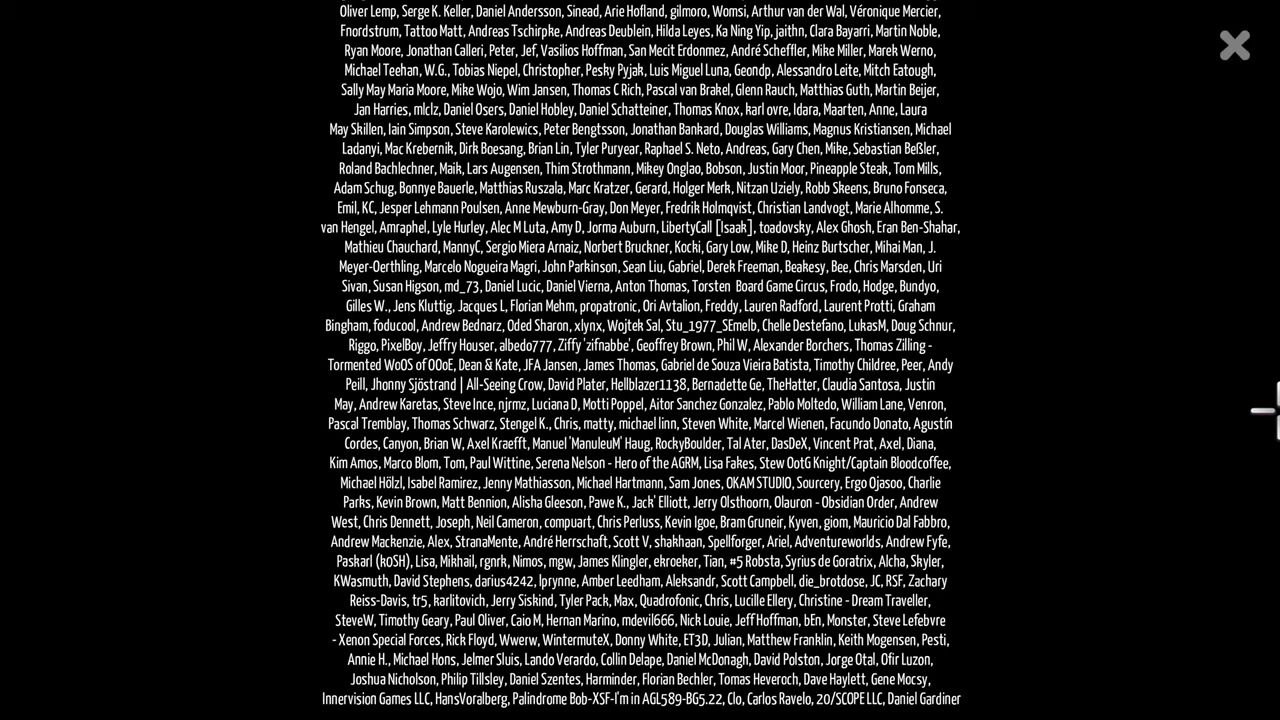 Oliver Lemp, Serge K. Keller, Daniel Andersson, Sinead, Arie Hofland, gilmoro, Womsi, Arthur van der Wal, Véronique Mercier,
Fnordstrum, Tattoo Matt, Andreas Tschirpke, Andreas Deublein, Hilda Leyes, Ka Ning Yip, jaithn, Clara Bayarri, Martin Noble,
Ryan Moore, Jonathan Calleri, Peter, Jef, Vasilios Hoffman, San Mecit Erdonmez, André Scheffler, Mike Miller, Marek Werno,
Michael Teehan, W.G., Tobias Niepel, Christopher, Pesky Pyjak, Luis Miguel Luna, Geondp, Alessandro Leite, Mitch Eatough,
Sally May Maria Moore, Mike Wojo, Wim Jansen, Thomas C Rich, Pascal van Brakel, Glenn Rauch, Matthias Guth, Martin Beijer,
Jan Harries, mlclz, Daniel Osers, Daniel Hobley, Daniel Schatteiner, Thomas Knox, karl ovre, Idara, Maarten, Anne, Laura
May Skillen, Iain Simpson, Steve Karolewics, Peter Bengtsson, Jonathan Bankard, Douglas Williams, Magnus Kristiansen, Michael
Ladanyi, Mac Krebernik, Dirk Boesang, Brian Lin, Tyler Puryear, Raphael S. Neto, Andreas, Gary Chen, Mike, Sebastian Beßler,
Roland Bachlechner, Maik, Lars Augensen, Thim Strothmann, Mikey Onglao, Bobson, Justin Moor, Pineapple Steak, Tom Mills,
Adam Schug, Bonnye Bauerle, Matthias Ruszala, Marc Kratzer, Gerard, Holger Merk, Nitzan Uziely, Robb Skeens, Bruno Fonseca,
Emil, KC, Jesper Lehmann Poulsen, Anne Mewburn-Gray, Don Meyer, Fredrik Holmqvist, Christian Landvogt, Marie Alhomme, S.
van Hengel, Amraphel, Lyle Hurley, Alec M Luta, Amy D, Jorma Auburn, LibertyCall [Isaak], toadovsky, Alex Ghosh, Eran Ben-Shahar,
Mathieu Chauchard, MannyC, Sergio Miera Arnaiz, Norbert Bruckner, Kocki, Gary Low, Mike D, Heinz Burtscher, Mihai Man, J.
Meyer-Oerthling, Marcelo Nogueira Magri, John Parkinson, Sean Liu, Gabriel, Derek Freeman, Beakesy, Bee, Chris Marsden, Uri
Sivan, Susan Higson, md_73, Daniel Lucic, Daniel Vierna, Anton Thomas, Torsten  Board Game Circus, Frodo, Hodge, Bundyo,
Gilles W., Jens Kluttig, Jacques L, Florian Mehm, propatronic, Ori Avtalion, Freddy, Lauren Radford, Laurent Protti, Graham
Bingham, foducool, Andrew Bednarz, Oded Sharon, xlynx, Wojtek Sal, Stu_1977_SEmelb, Chelle Destefano, LukasM, Doug Schnur,
Riggo, PixelBoy, Jeffry Houser, albedo777, Ziffy 'zifnabbe', Geoffrey Brown, Phil W, Alexander Borchers, Thomas Zilling -
Tormented WoOS of OOoE, Dean & Kate, JFA Jansen, James Thomas, Gabriel de Souza Vieira Batista, Timothy Childree, Peer, Andy
Peill, Jhonny Sjöstrand | All-Seeing Crow, David Plater, Hellblazer1138, Bernadette Ge, TheHatter, Claudia Santosa, Justin
May, Andrew Karetas, Steve Ince, njrmz, Luciana D, Motti Poppel, Aitor Sanchez Gonzalez, Pablo Moltedo, William Lane, Venron,
Pascal Tremblay, Thomas Schwarz, Stengel K., Chris, matty, michael linn, Steven White, Marcel Wienen, Facundo Donato, Agustín
Cordes, Canyon, Brian W, Axel Kraefft, Manuel 'ManuleuM' Haug, RockyBoulder, Tal Ater, DasDeX, Vincent Prat, Axel, Diana,
Kim Amos, Marco Blom, Tom, Paul Wittine, Serena Nelson - Hero of the AGRM, Lisa Fakes, Stew OotG Knight/Captain Bloodcoffee,
Michael Hölzl, Isabel Ramirez, Jenny Mathiasson, Michael Hartmann, Sam Jones, OKAM STUDIO, Sourcery, Ergo Ojasoo, Charlie
Parks, Kevin Brown, Matt Bennion, Alisha Gleeson, Pawe K., Jack' Elliott, Jerry Olsthoorn, Olauron - Obsidian Order, Andrew
West, Chris Dennett, Joseph, Neil Cameron, compuart, Chris Perluss, Kevin Igoe, Bram Gruneir, Kyven, giom, Mauricio Dal Fabbro,
Andrew Mackenzie, Alex, StranaMente, André Herrschaft, Scott V, shakhaan, Spellforger, Ariel, Adventureworlds, Andrew Fyfe,
Paskarl (k0SH), Lisa, Mikhail, rgnrk, Nimos, mgw, James Klingler, ekroeker, Tian, #5 Robsta, Syrius de Goratrix, Alcha, Skyler,
KWasmuth, David Stephens, darius4242, lprynne, Amber Leedham, Aleksandr, Scott Campbell, die_brotdose, JC, RSF, Zachary
Reiss-Davis, tr5, karlitovich, Jerry Siskind, Tyler Pack, Max, Quadrofonic, Chris, Lucille Ellery, Christine - Dream Traveller,
SteveW, Timothy Geary, Paul Oliver, Caio M, Hernan Marino, mdevil666, Nick Louie, Jeff Hoffman, bEn, Monster, Steve Lefebvre
- Xenon Special Forces, Rick Floyd, Wwerw, WintermuteX, Donny White, ET3D, Julian, Matthew Franklin, Keith Mogensen, Pesti,
Annie H., Michael Hons, Jelmer Sluis, Lando Verardo, Collin Delape, Daniel McDonagh, David Polston, Jorge Otal, Ofir Luzon,
Joshua Nicholson, Philip Tillsley, Daniel Szentes, Harminder, Florian Bechler, Tomas Heveroch, Dave Haylett, Gene Mocsy,
Innervision Games LLC, HansVoralberg, Palindrome Bob-XSF-I'm in AGL589-BG5.22, Clo, Carlos Ravelo, 20/SCOPE LLC, Daniel Gardiner